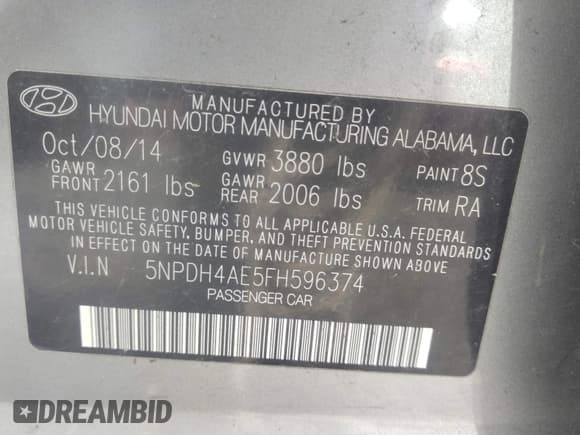 MANUFACTURED BY
HYUNDAI MOTOR MANUFACTURING ALABAMA, LLC
Oct/08/14 GVWR 3880 lbs PAINT 8S
GAWR FRONT 2161 lbs GAWR REAR 2006 lbs TRIM RA
THIS VEHICLE CONFORMS TO ALL APPLICABLE U.S.A. FEDERAL
MOTOR VEHICLE SAFETY, BUMPER, AND THEFT PREVENTION STANDARDS
IN EFFECT ON THE DATE OF MANUFACTURE SHOWN ABOVE.
V.I.N 5NPDH4AE5FH596374
PASSENGER CAR
DREAMBID